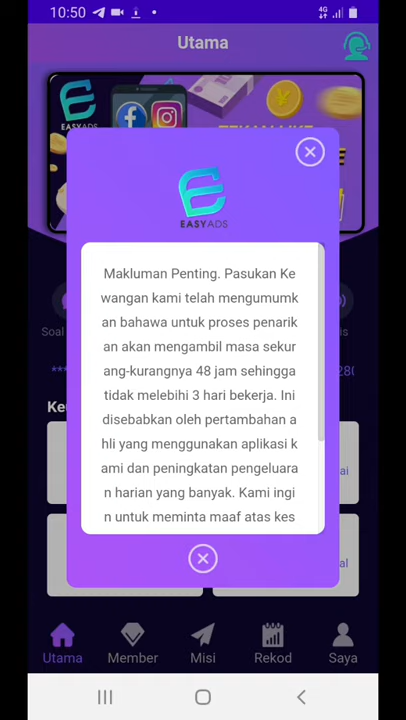 10:50
4G
Utama
EASYADS
EASYADS
Makluman Penting. Pasukan Ke
wangan kami telah mengumumk
an bahawa untuk proses penarik
an akan mengambil masa sekur
ang-kurangnya 48 jam sehingga
tidak melebihi 3 hari bekerja. Ini
disebabkan oleh pertambahan a
hli yang menggunakan aplikasi k
ami dan peningkatan pengeluara
n harian yang banyak. Kami ingi
n untuk meminta maaf atas kes
Soal
Utama
Member
Misi
Rekod
Saya